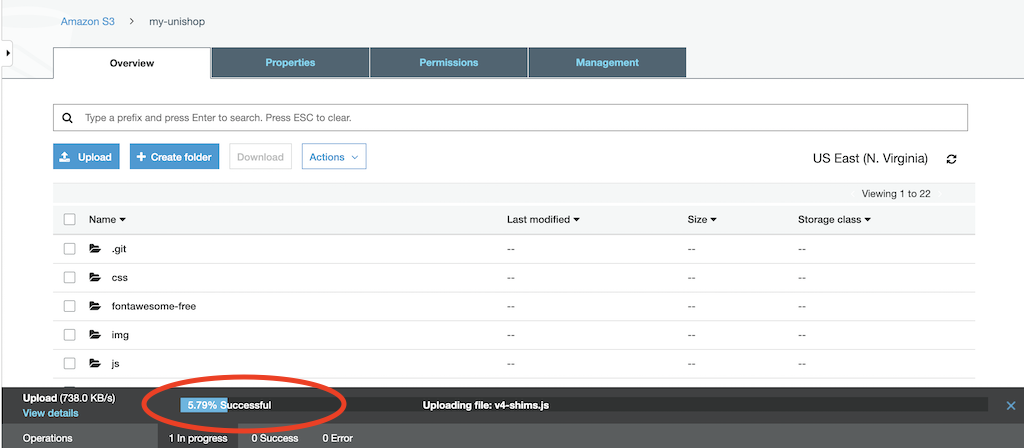 Amazon S3 > my-unishop
Overview Properties Permissions Management
Type a prefix and press Enter to search. Press ESC to clear.
Upload + Create folder Download Actions US East (N. Virginia)
Viewing 1 to 22
Name Last modified Size Storage class
.git -- -- --
css -- -- --
fontawesome-free -- -- --
img -- -- --
js -- -- --
Upload (738.0 KB/s) 5.79% Successful Uploading file: v4-shims.js
View details
Operations 1 In progress 0 Success 0 Error